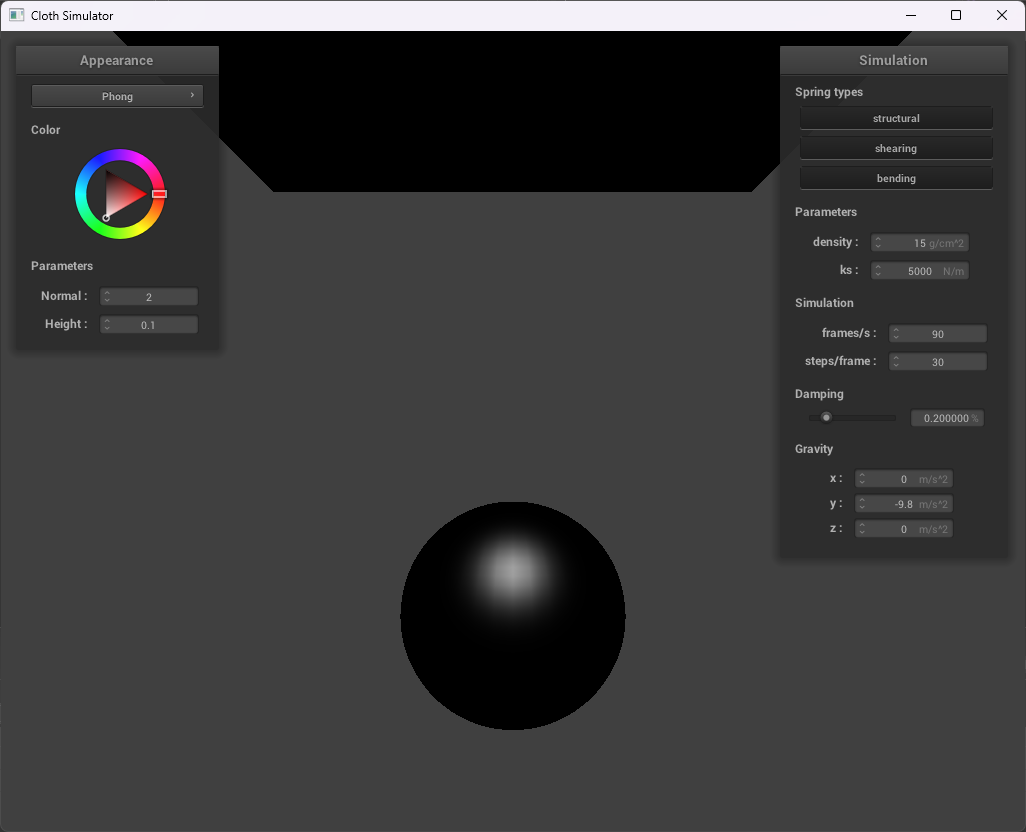 Cloth Simulator
Appearance
Phong
Color
Parameters
Normal : 2
Height : 0.1
Simulation
Spring types
structural
shearing
bending
Parameters
density : 15 g/cm^2
ks : 5000 N/m
Simulation
frames/s : 90
steps/frame : 30
Damping
0.200000 %
Gravity
x : 0 m/s^2
y : -9.8 m/s^2
z : 0 m/s^2